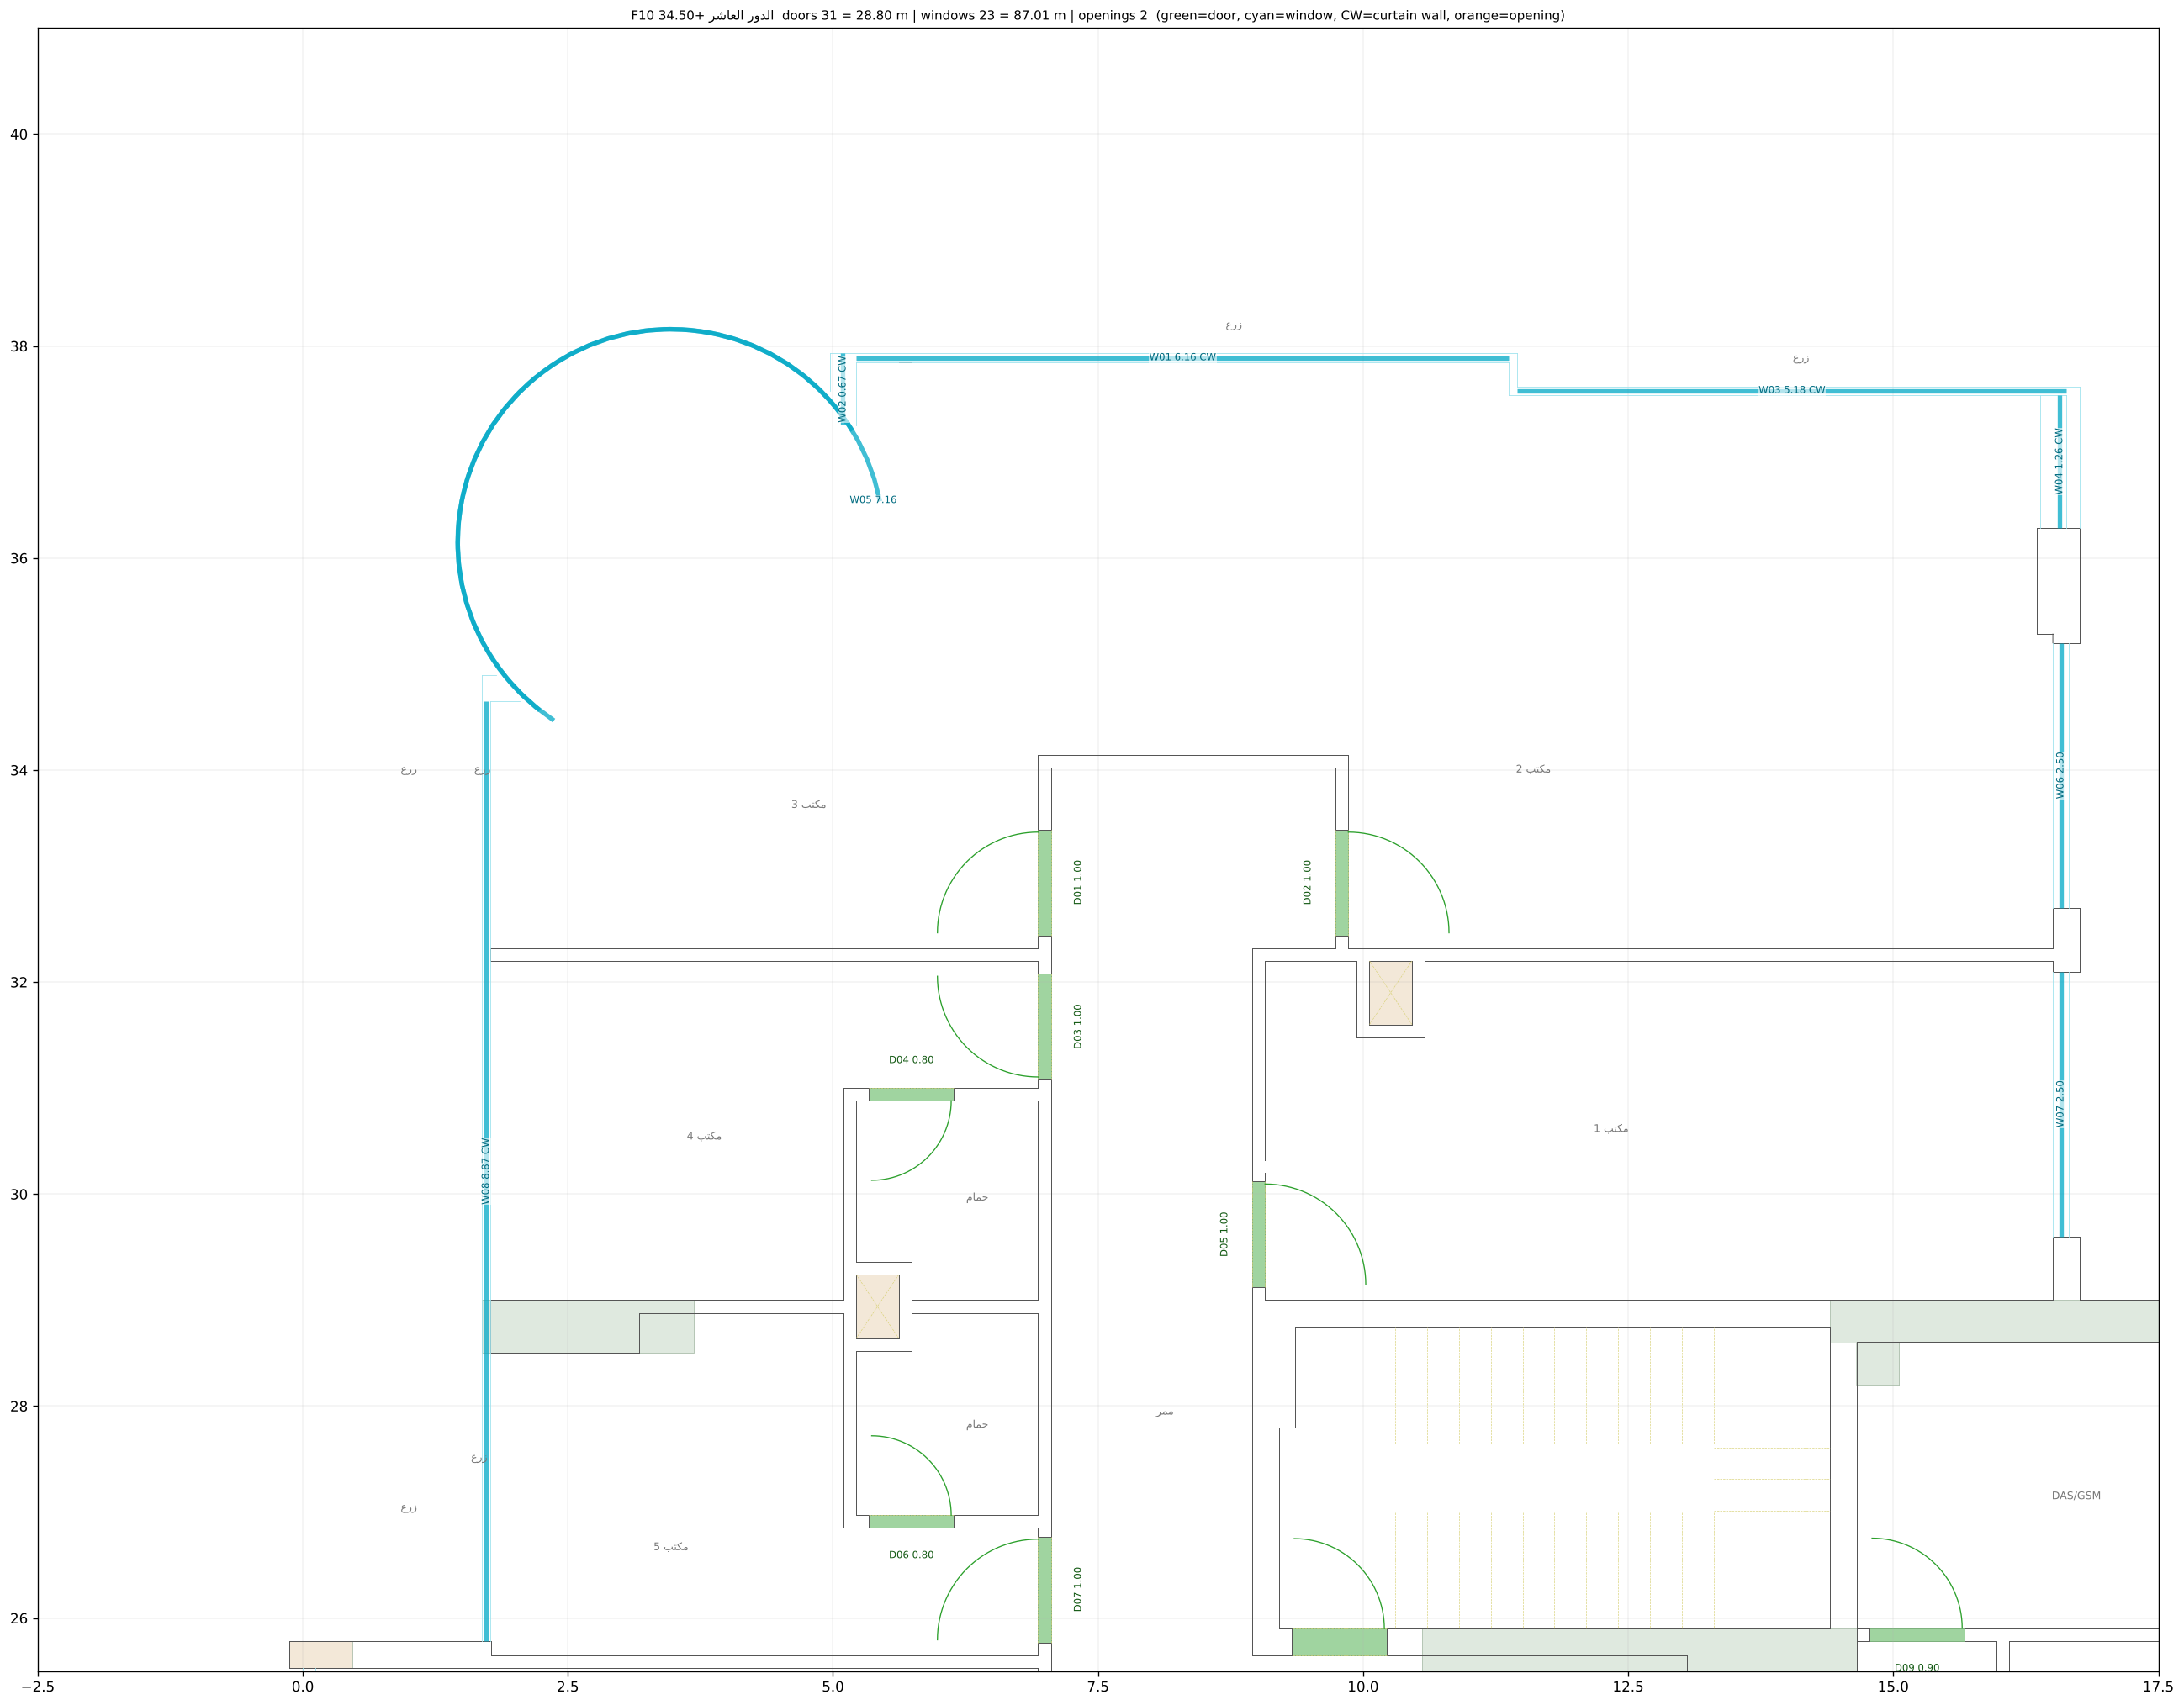 F10 34.50+ الدور العاشر  doors 31 = 28.80 m | windows 23 = 87.01 m | openings 2  (green=door, cyan=window, CW=curtain wall, orange=opening)
40
38
36
34
32
30
28
26
زرع
زرع
W01 6.16 CW
W02 0.67 CW
W03 5.18 CW
W04 1.26 CW
W05 7.16
زرع
زرع
مكتب 3
مكتب 2
W06 2.50
D01 1.00
D02 1.00
D03 1.00
D04 0.80
مكتب 4
مكتب 1
W07 2.50
W08 8.87 CW
حمام
D05 1.00
حمام
ممر
زرع
زرع
DAS/GSM
مكتب 5
D06 0.80
D07 1.00
D09 0.90
−2.5
0.0
2.5
5.0
7.5
10.0
12.5
15.0
17.5